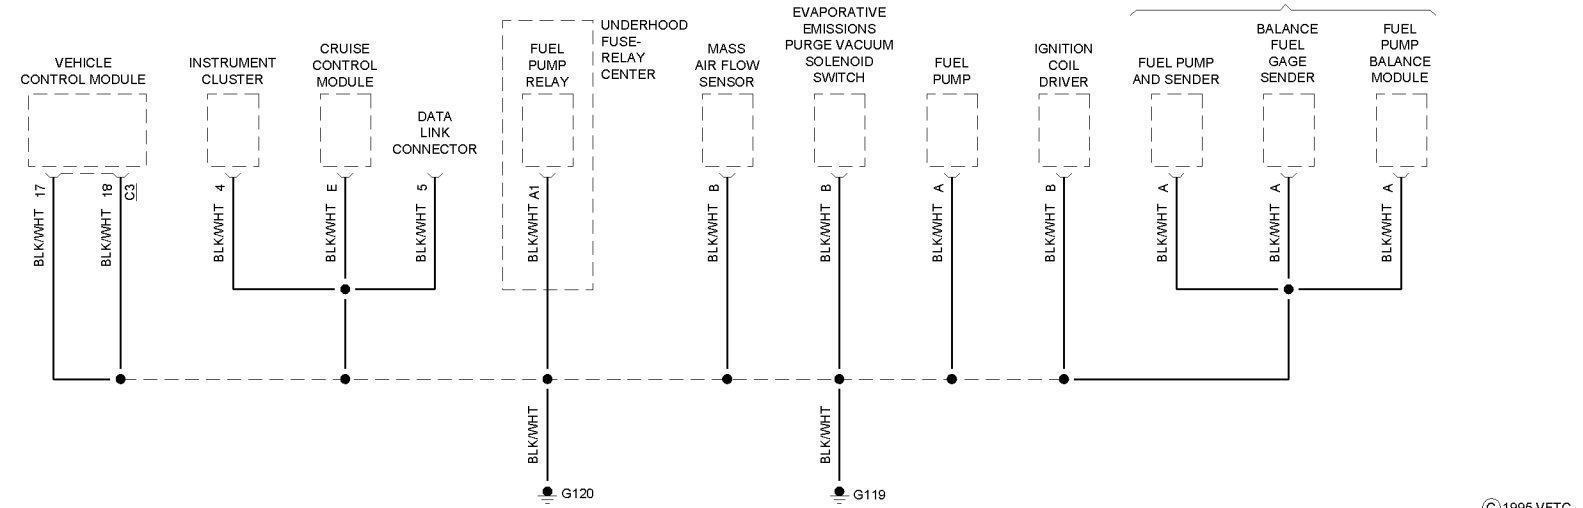 VEHICLE
CONTROL MODULE
INSTRUMENT
CLUSTER
CRUISE
CONTROL
MODULE
DATA
LINK
CONNECTOR
FUEL
PUMP
RELAY
UNDERHOOD
FUSE-
RELAY
CENTER
MASS
AIR FLOW
SENSOR
EVAPORATIVE
EMISSIONS
PURGE VACUUM
SOLENOID
SWITCH
FUEL
PUMP
IGNITION
COIL
DRIVER
FUEL PUMP
AND SENDER
BALANCE
FUEL
GAGE
SENDER
FUEL
PUMP
BALANCE
MODULE
BLK/WHT 17
BLK/WHT 18
C3
BLK/WHT 4
BLK/WHT E
BLK/WHT 5
BLK/WHT A1
BLK/WHT B
BLK/WHT B
BLK/WHT A
BLK/WHT B
BLK/WHT A
BLK/WHT A
BLK/WHT A
BLK/WHT
BLK/WHT
G120
G119
© 1995 VETC